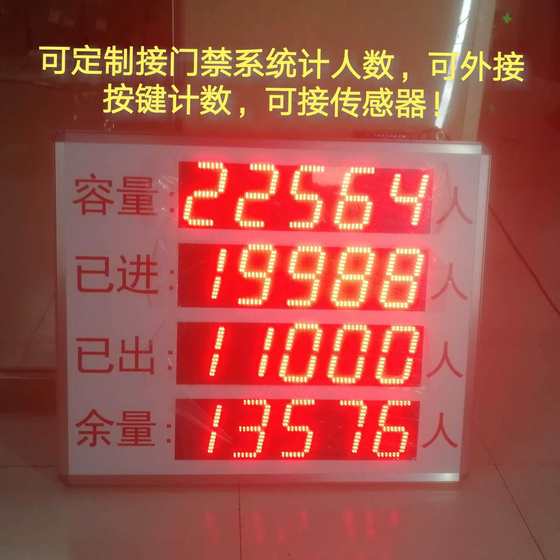 可定制接门禁系统计人数，可外接
按键计数，可接传感器！
容量：22564人
已进：19988人
已出：11000人
余量：13576人